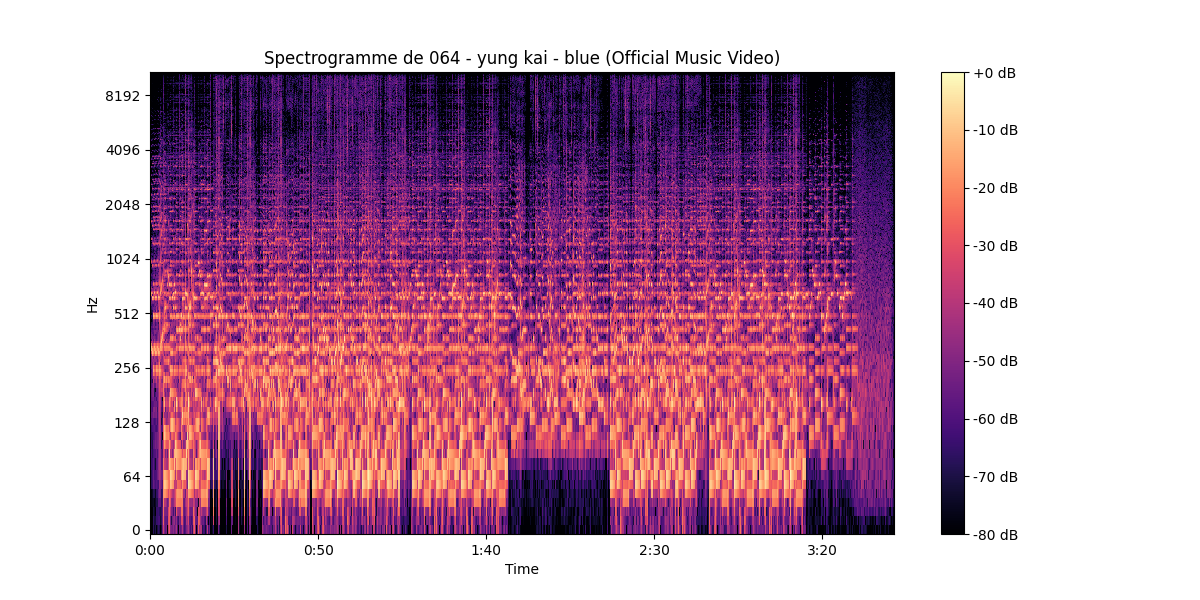 Spectrogramme de 064 - yung kai - blue (Official Music Video)
Hz
8192
4096
2048
1024
512
256
128
64
0
0:00
0:50
1:40
2:30
3:20
Time
+0 dB
-10 dB
-20 dB
-30 dB
-40 dB
-50 dB
-60 dB
-70 dB
-80 dB